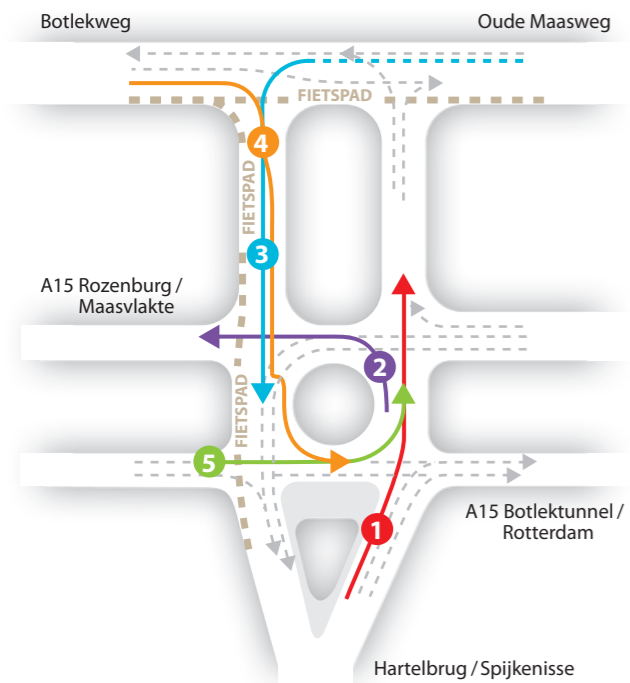 Botlekweg
Oude Maasweg
FIETSPAD
4
FIETSPAD
3
A15 Rozenburg /
Maasvlakte
2
FIETSPAD
5
A15 Botlektunnel /
Rotterdam
1
Hartelbrug / Spijkenisse